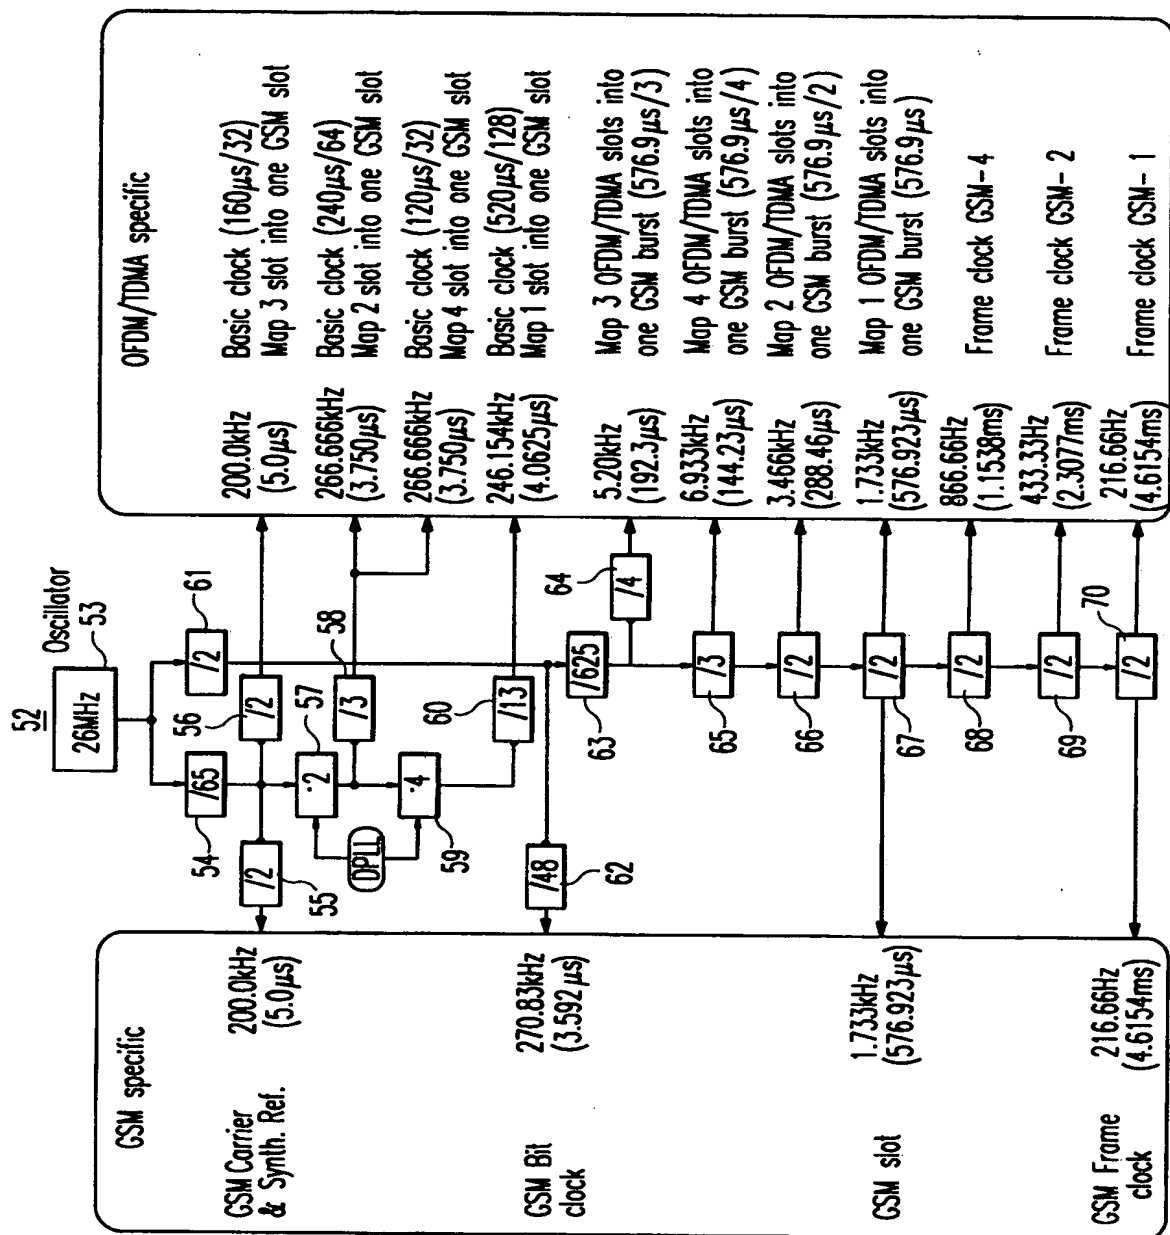 OFDM/TDMA specific
200.0kHz
(5.0µs)
Basic clock (160µs/32)
Map 3 slot into one GSM slot
266.666kHz
(3.750µs)
Basic clock (240µs/64)
Map 2 slot into one GSM slot
266.666kHz
(3.750µs)
Basic clock (120µs/32)
Map 4 slot into one GSM slot
246.154kHz
(4.0625µs)
Basic clock (520µs/128)
Map 1 slot into one GSM slot
5.20kHz
(192.3µs)
Map 3 OFDM/TDMA slots into
one GSM burst (576.9µs/3)
6.933kHz
(144.23µs)
Map 4 OFDM/TDMA slots into
one GSM burst (576.9µs/4)
3.466kHz
(288.46µs)
Map 2 OFDM/TDMA slots into
one GSM burst (576.9µs/2)
1.733kHz
(576.923µs)
Map 1 OFDM/TDMA slots into
one GSM burst (576.9µs)
866.66Hz
(1.1538ms)
Frame clock GSM-4
433.33Hz
(2.3077ms)
Frame clock GSM-2
216.66Hz
(4.6154ms)
Frame clock GSM-1
52
Oscillator
26MHz
53
/65
54
/2
61
/2
55
/2
56
·2
57
/3
58
DPLL
·4
59
/13
60
/48
62
/625
63
/4
64
/3
65
/2
66
/2
67
/2
68
/2
69
/2
70
GSM specific
GSM Carrier
& Synth. Ref.
200.0kHz
(5.0µs)
GSM Bit
clock
270.83kHz
(3.592µs)
GSM slot
1.733kHz
(576.923µs)
GSM Frame
clock
216.66Hz
(4.6154ms)